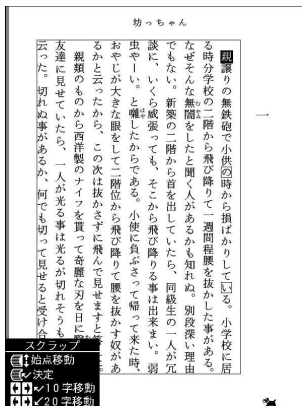 坊っちゃん
一
親譲りの無鉄砲で小供の時から損ばかりしている。小学校に居
る時分学校の二階から飛び降りて一週間程腰を抜かした事がある。
なぜそんな無闇をしたと聞く人があるかも知れぬ。別段深い理由
でもない。新築の二階から首を出していたら、同級生の一人が冗
談に、いくら威張っても、そこから飛び降りる事は出来まい。弱
虫やーい。と囃したからである。小使に負ぶさって帰って来た時、
おやじが大きな眼をして二階位から飛び降りて腰を抜かす奴があ
るかと云ったから、この次は抜かさずに飛んで見せますと
親類のものから西洋製のナイフを貰って奇麗な刃を日に
友達に見せていたら、一人が光る事は光るが切れそう
云った。切れぬ事があるか、何でも切って見せると受け合
スクラップ
始点移動
決定
10字移動
20字移動